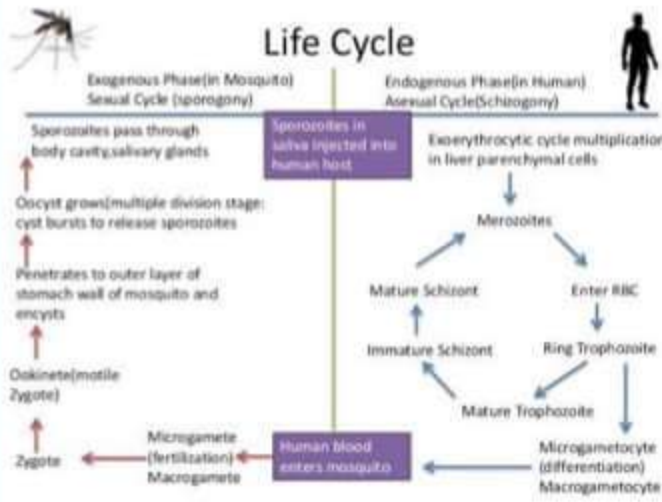 Life Cycle
Exogenous Phase(in Mosquito)
Sexual Cycle (sporogony)
Endogenous Phase(in Human)
Asexual Cycle(Schizogony)
Sporozoites in
saliva injected into
human host
Sporozoites pass through
body cavity,salivary glands
Oocyst grows(multiple division stage:
cyst bursts to release sporozoites
Penetrates to outer layer of
stomach wall of mosquito and
encysts
Ookinete(motile
Zygote)
Zygote
Microgamete
(fertilization)
Macrogamete
Human blood
enters mosquito
Exoerythrocytic cycle multiplication
in liver parenchymal cells
Merozoites
Enter RBC
Ring Trophozoite
Mature Trophozoite
Immature Schizont
Mature Schizont
Microgametocyte
(differentiation)
Macrogametocyte